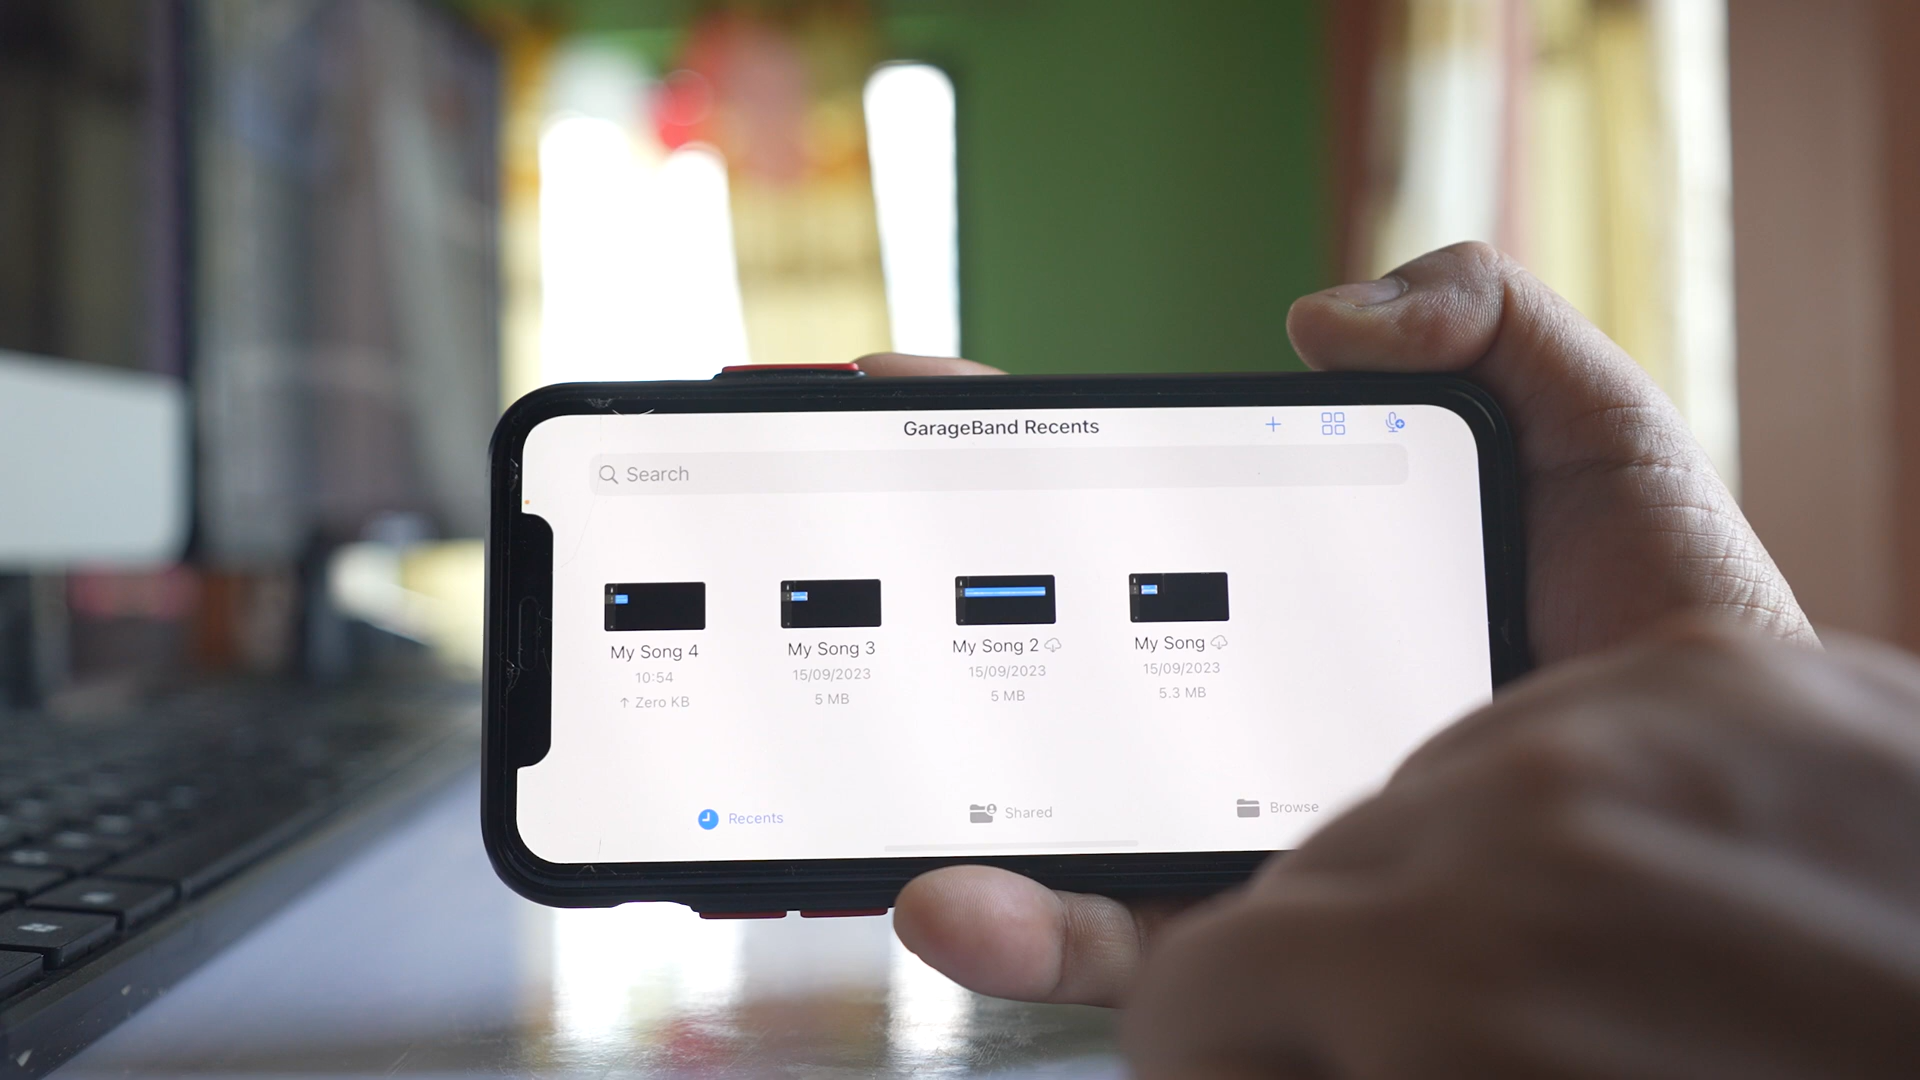 GarageBand Recents
Search
My Song 4
10:54
↑ Zero KB
My Song 3
15/09/2023
5 MB
My Song 2
15/09/2023
5 MB
My Song
15/09/2023
5.3 MB
Recents
Shared
Browse